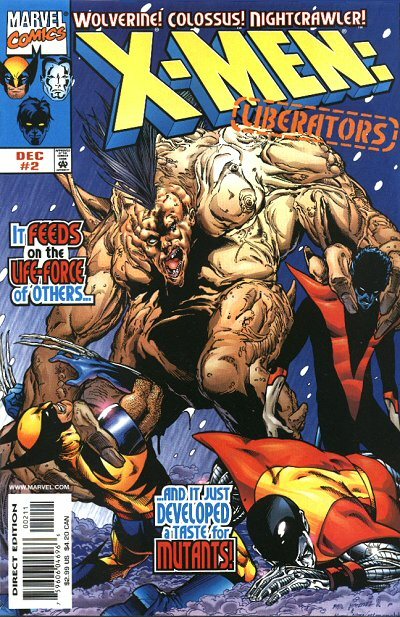 MARVEL
COMICS
WOLVERINE! COLOSSUS! NIGHTCRAWLER!
X-MEN:
LIBERATORS
DEC
#2
IT FEEDS
on the
LIFE-FORCE
of OTHERS...
...AND IT JUST
DEVELOPED
a TASTE for
MUTANTS!
WWW.MARVEL.COM
DIRECT EDITION
00211
$2.99 US $4.20 CAN